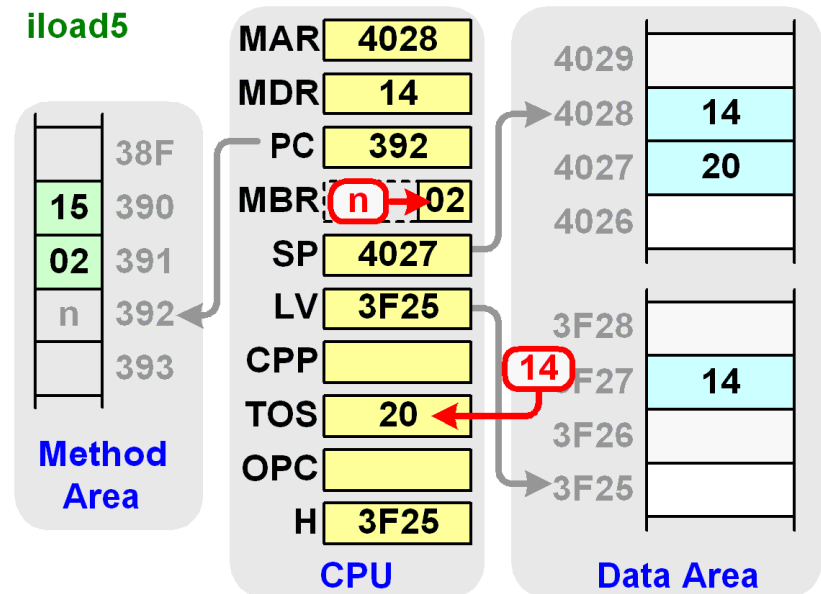 iload5
38F
15 390
02 391
n 392
393
Method
Area
MAR 4028
MDR 14
PC 392
MBR n 02
SP 4027
LV 3F25
CPP
TOS 20
OPC
H 3F25
CPU
14
4029
4028 14
4027 20
4026
3F28
F27 14
3F26
3F25
Data Area